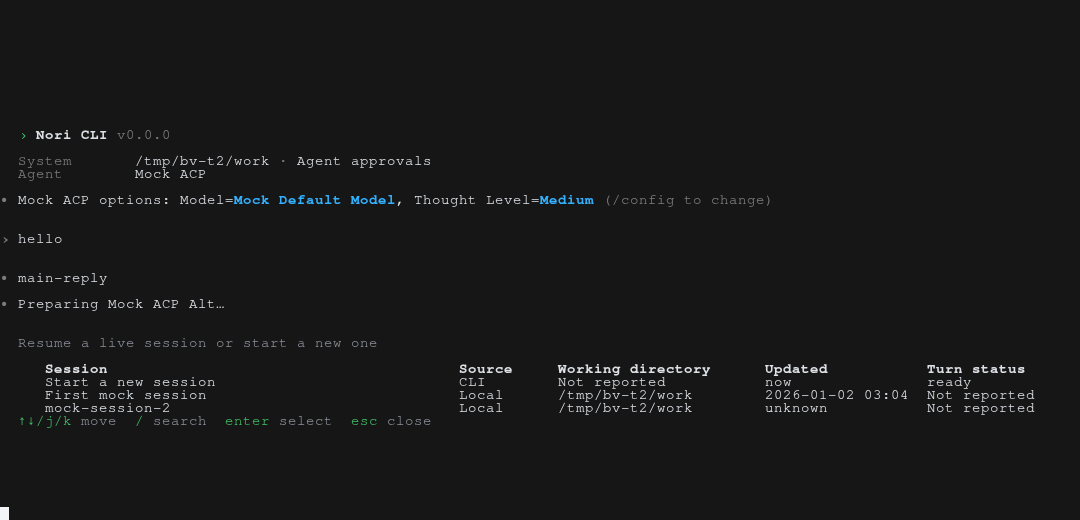 › Nori CLI v0.0.0
System /tmp/bv-t2/work · Agent approvals
Agent Mock ACP
• Mock ACP options: Model=Mock Default Model, Thought Level=Medium (/config to change)
› hello
• main-reply
• Preparing Mock ACP Alt…
Resume a live session or start a new one
Session Source Working directory Updated Turn status
Start a new session CLI Not reported now ready
First mock session Local /tmp/bv-t2/work 2026-01-02 03:04 Not reported
mock-session-2 Local /tmp/bv-t2/work unknown Not reported
↑↓/j/k move / search enter select esc close